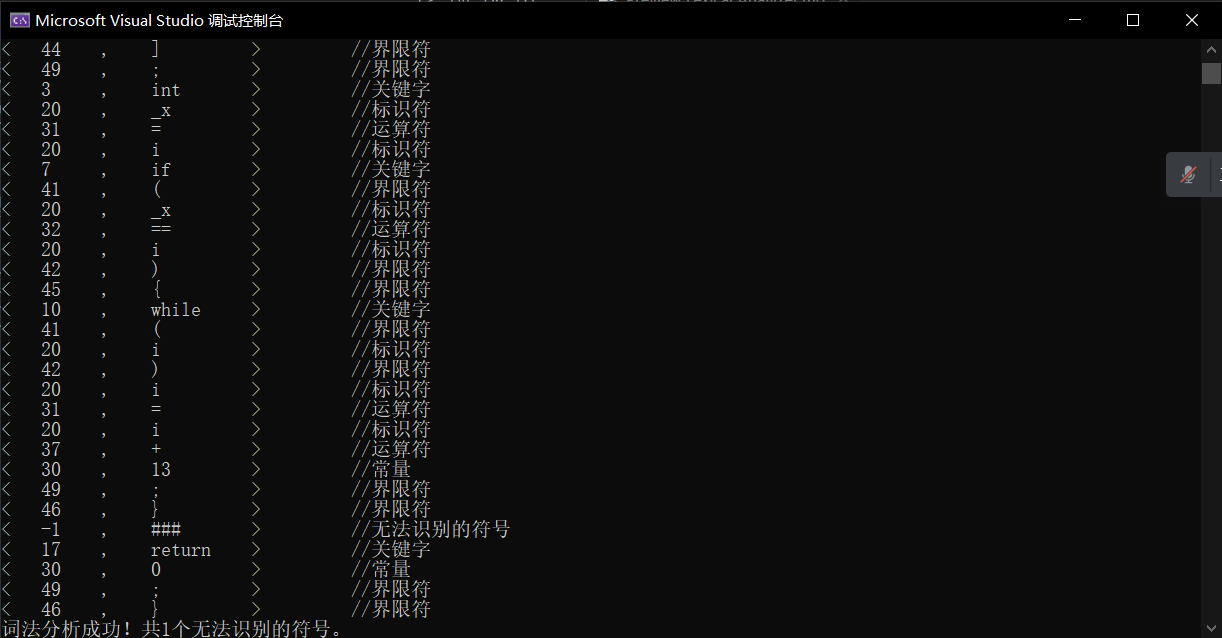 Microsoft Visual Studio 调试控制台
< 44 , ] > //界限符
< 49 , ; > //界限符
< 3 , int > //关键字
< 20 , _x > //标识符
< 31 , = > //运算符
< 20 , i > //标识符
< 7 , if > //关键字
< 41 , ( > //界限符
< 20 , _x > //标识符
< 32 , == > //运算符
< 20 , i > //标识符
< 42 , ) > //界限符
< 45 , { > //界限符
< 10 , while > //关键字
< 41 , ( > //界限符
< 20 , i > //标识符
< 42 , ) > //界限符
< 20 , i > //标识符
< 31 , = > //运算符
< 20 , i > //标识符
< 37 , + > //运算符
< 30 , 13 > //常量
< 49 , ; > //界限符
< 46 , } > //界限符
< -1 , ### > //无法识别的符号
< 17 , return > //关键字
< 30 , 0 > //常量
< 49 , ; > //界限符
< 46 , } > //界限符
词法分析成功！共1个无法识别的符号。